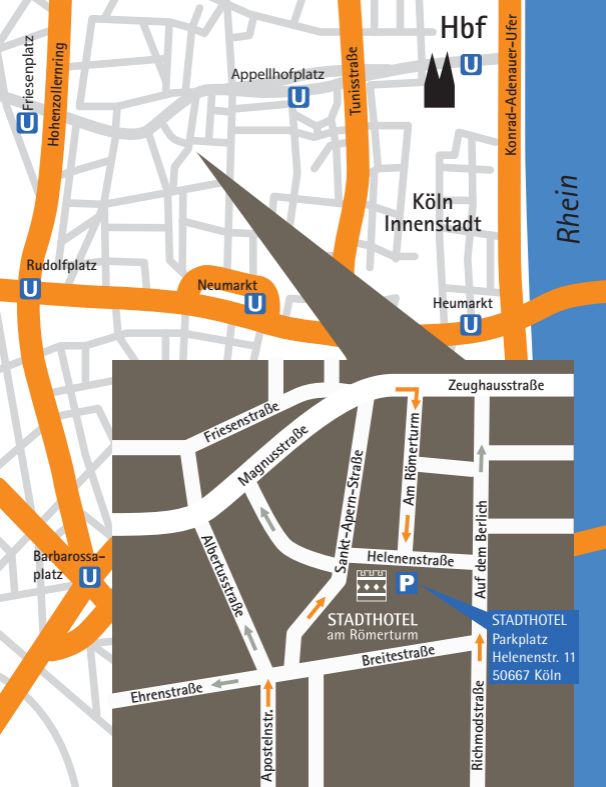 Hbf
U
Friesenplatz
U
Hohenzollernring
Appellhofplatz
U
Tunisstraße
Konrad-Adenauer-Ufer
Rhein
Köln
Innenstadt
Rudolfplatz
U
Neumarkt
U
Heumarkt
U
Barbarossa-
platz
U
Zeughausstraße
Friesenstraße
Magnusstraße
Sankt-Apern-Straße
Am Römerturm
Auf dem Berlich
Albertusstraße
Helenenstraße
P
STADTHOTEL
am Römerturm
STADTHOTEL
Parkplatz
Helenenstr. 11
50667 Köln
Breitestraße
Ehrenstraße
Apostelnstr.
Richmodstraße